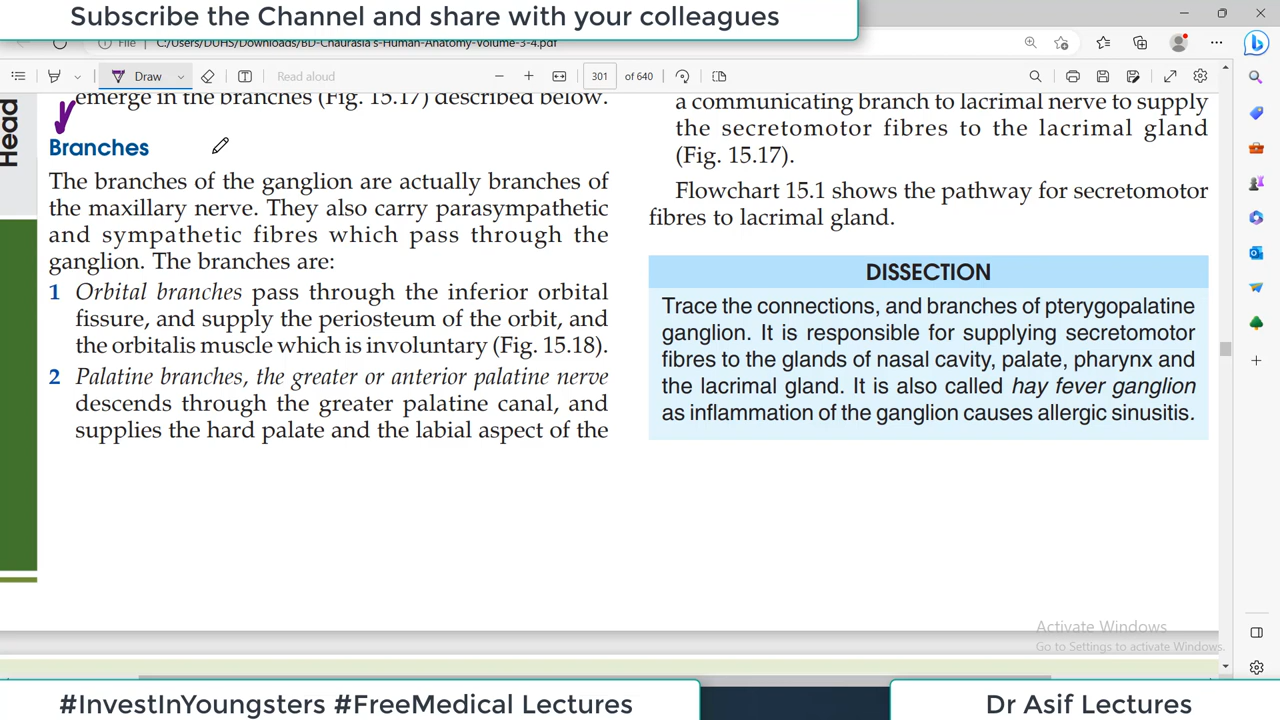 Subscribe the Channel and share with your colleagues
File C:/Users/DUHS/Downloads/BD-Chaurasia's-Human-Anatomy-Volume-3-4.pdf
Draw
Read aloud
301 of 640
Head
emerge in the branches (Fig. 15.17) described below.
Branches
The branches of the ganglion are actually branches of
the maxillary nerve. They also carry parasympathetic
and sympathetic fibres which pass through the
ganglion. The branches are:
1 Orbital branches pass through the inferior orbital
fissure, and supply the periosteum of the orbit, and
the orbitalis muscle which is involuntary (Fig. 15.18).
2 Palatine branches, the greater or anterior palatine nerve
descends through the greater palatine canal, and
supplies the hard palate and the labial aspect of the
a communicating branch to lacrimal nerve to supply
the secretomotor fibres to the lacrimal gland
(Fig. 15.17).
Flowchart 15.1 shows the pathway for secretomotor
fibres to lacrimal gland.
DISSECTION
Trace the connections, and branches of pterygopalatine
ganglion. It is responsible for supplying secretomotor
fibres to the glands of nasal cavity, palate, pharynx and
the lacrimal gland. It is also called hay fever ganglion
as inflammation of the ganglion causes allergic sinusitis.
Activate Windows
Go to Settings to activate Windows.
#InvestInYoungsters #FreeMedical Lectures
Dr Asif Lectures